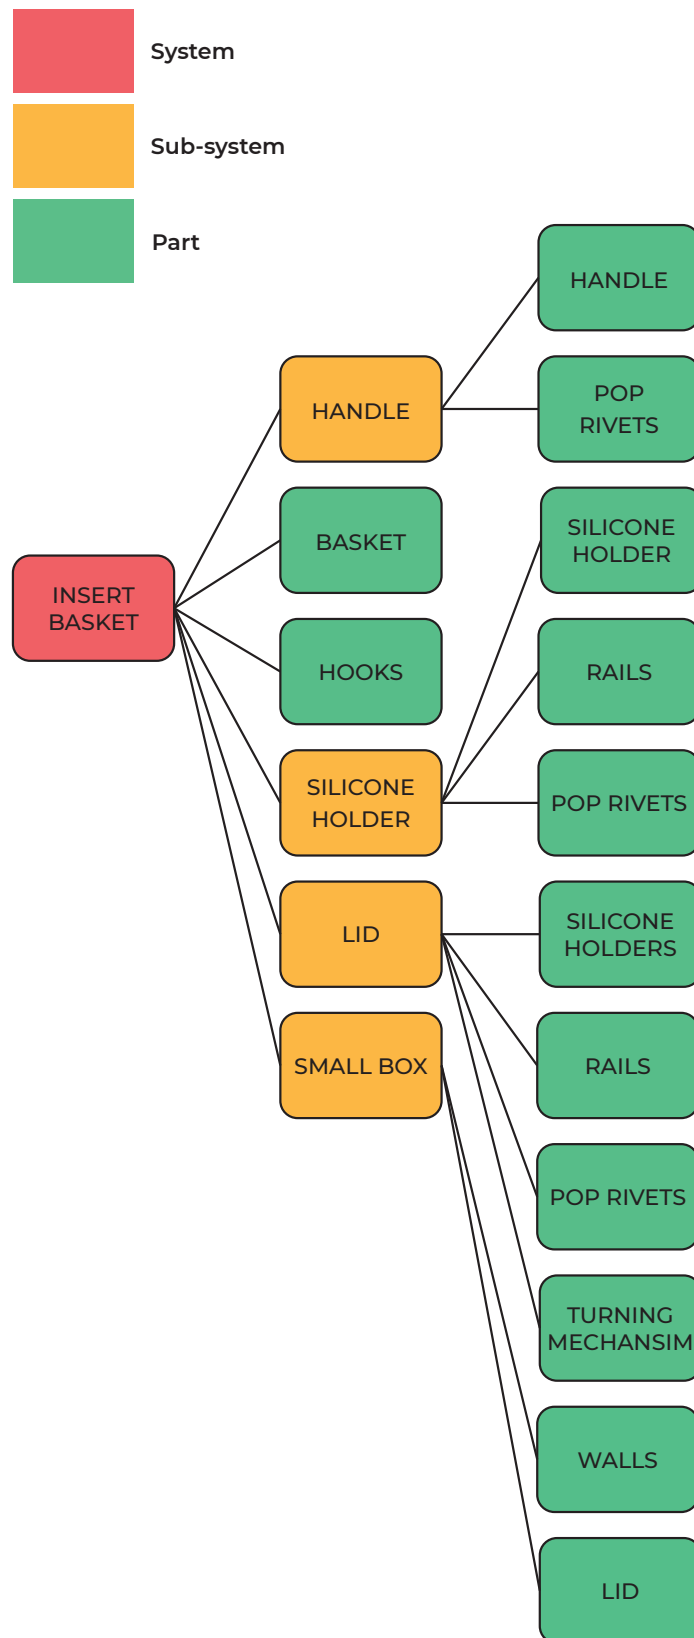 System
Sub-system
Part
HANDLE
HANDLE
POP
RIVETS
BASKET
SILICONE
HOLDER
INSERT
BASKET
HOOKS
RAILS
SILICONE
HOLDER
POP RIVETS
LID
SILICONE
HOLDERS
SMALL BOX
RAILS
POP RIVETS
TURNING
MECHANSIM
WALLS
LID